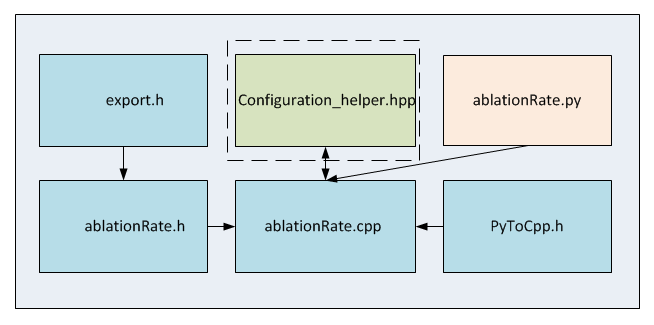 export.h
Configuration_helper.hpp
ablationRate.py
ablationRate.h
ablationRate.cpp
PyToCpp.h